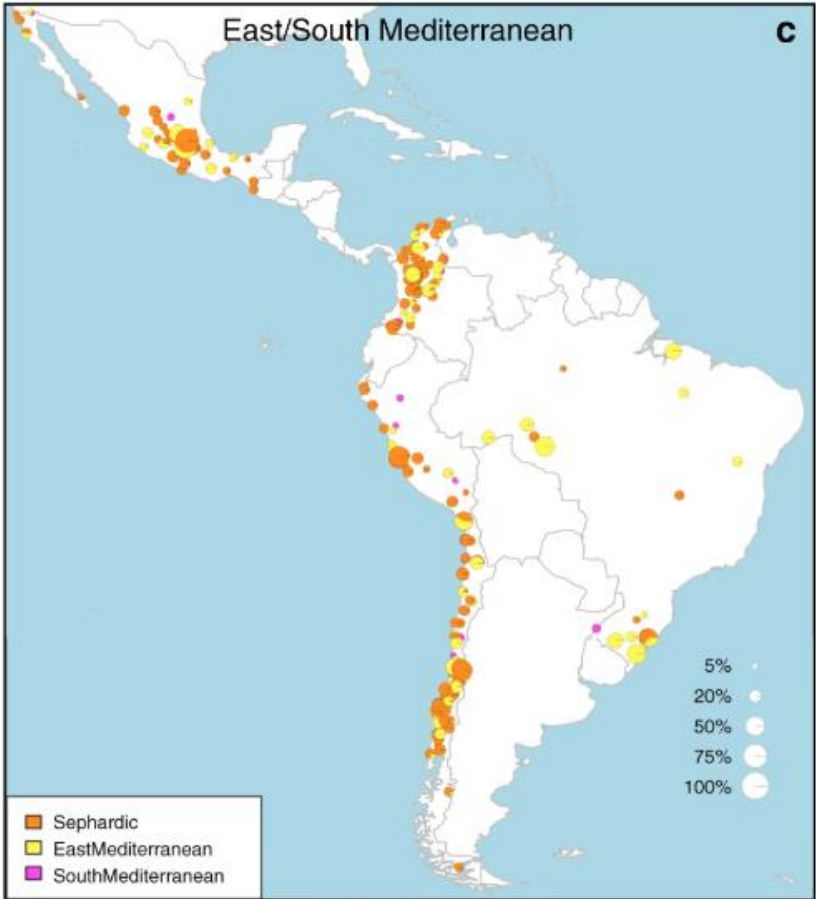 East/South Mediterranean
c
5%
20%
50%
75%
100%
Sephardic
EastMediterranean
SouthMediterranean